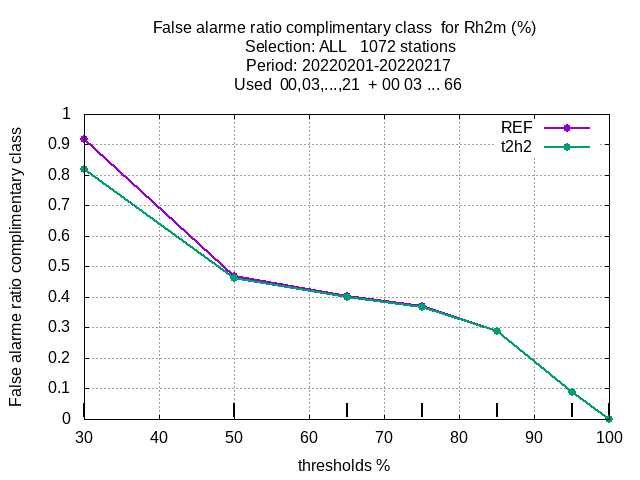 False alarme ratio complimentary class  for Rh2m (%)
Selection: ALL   1072 stations
Period: 20220201-20220217
Used  00,03,...,21  + 00 03 ... 66
REF
t2h2
1
0.9
0.8
0.7
0.6
0.5
0.4
0.3
0.2
0.1
0
False alarme ratio complimentary class
30 40 50 60 70 80 90 100
thresholds %